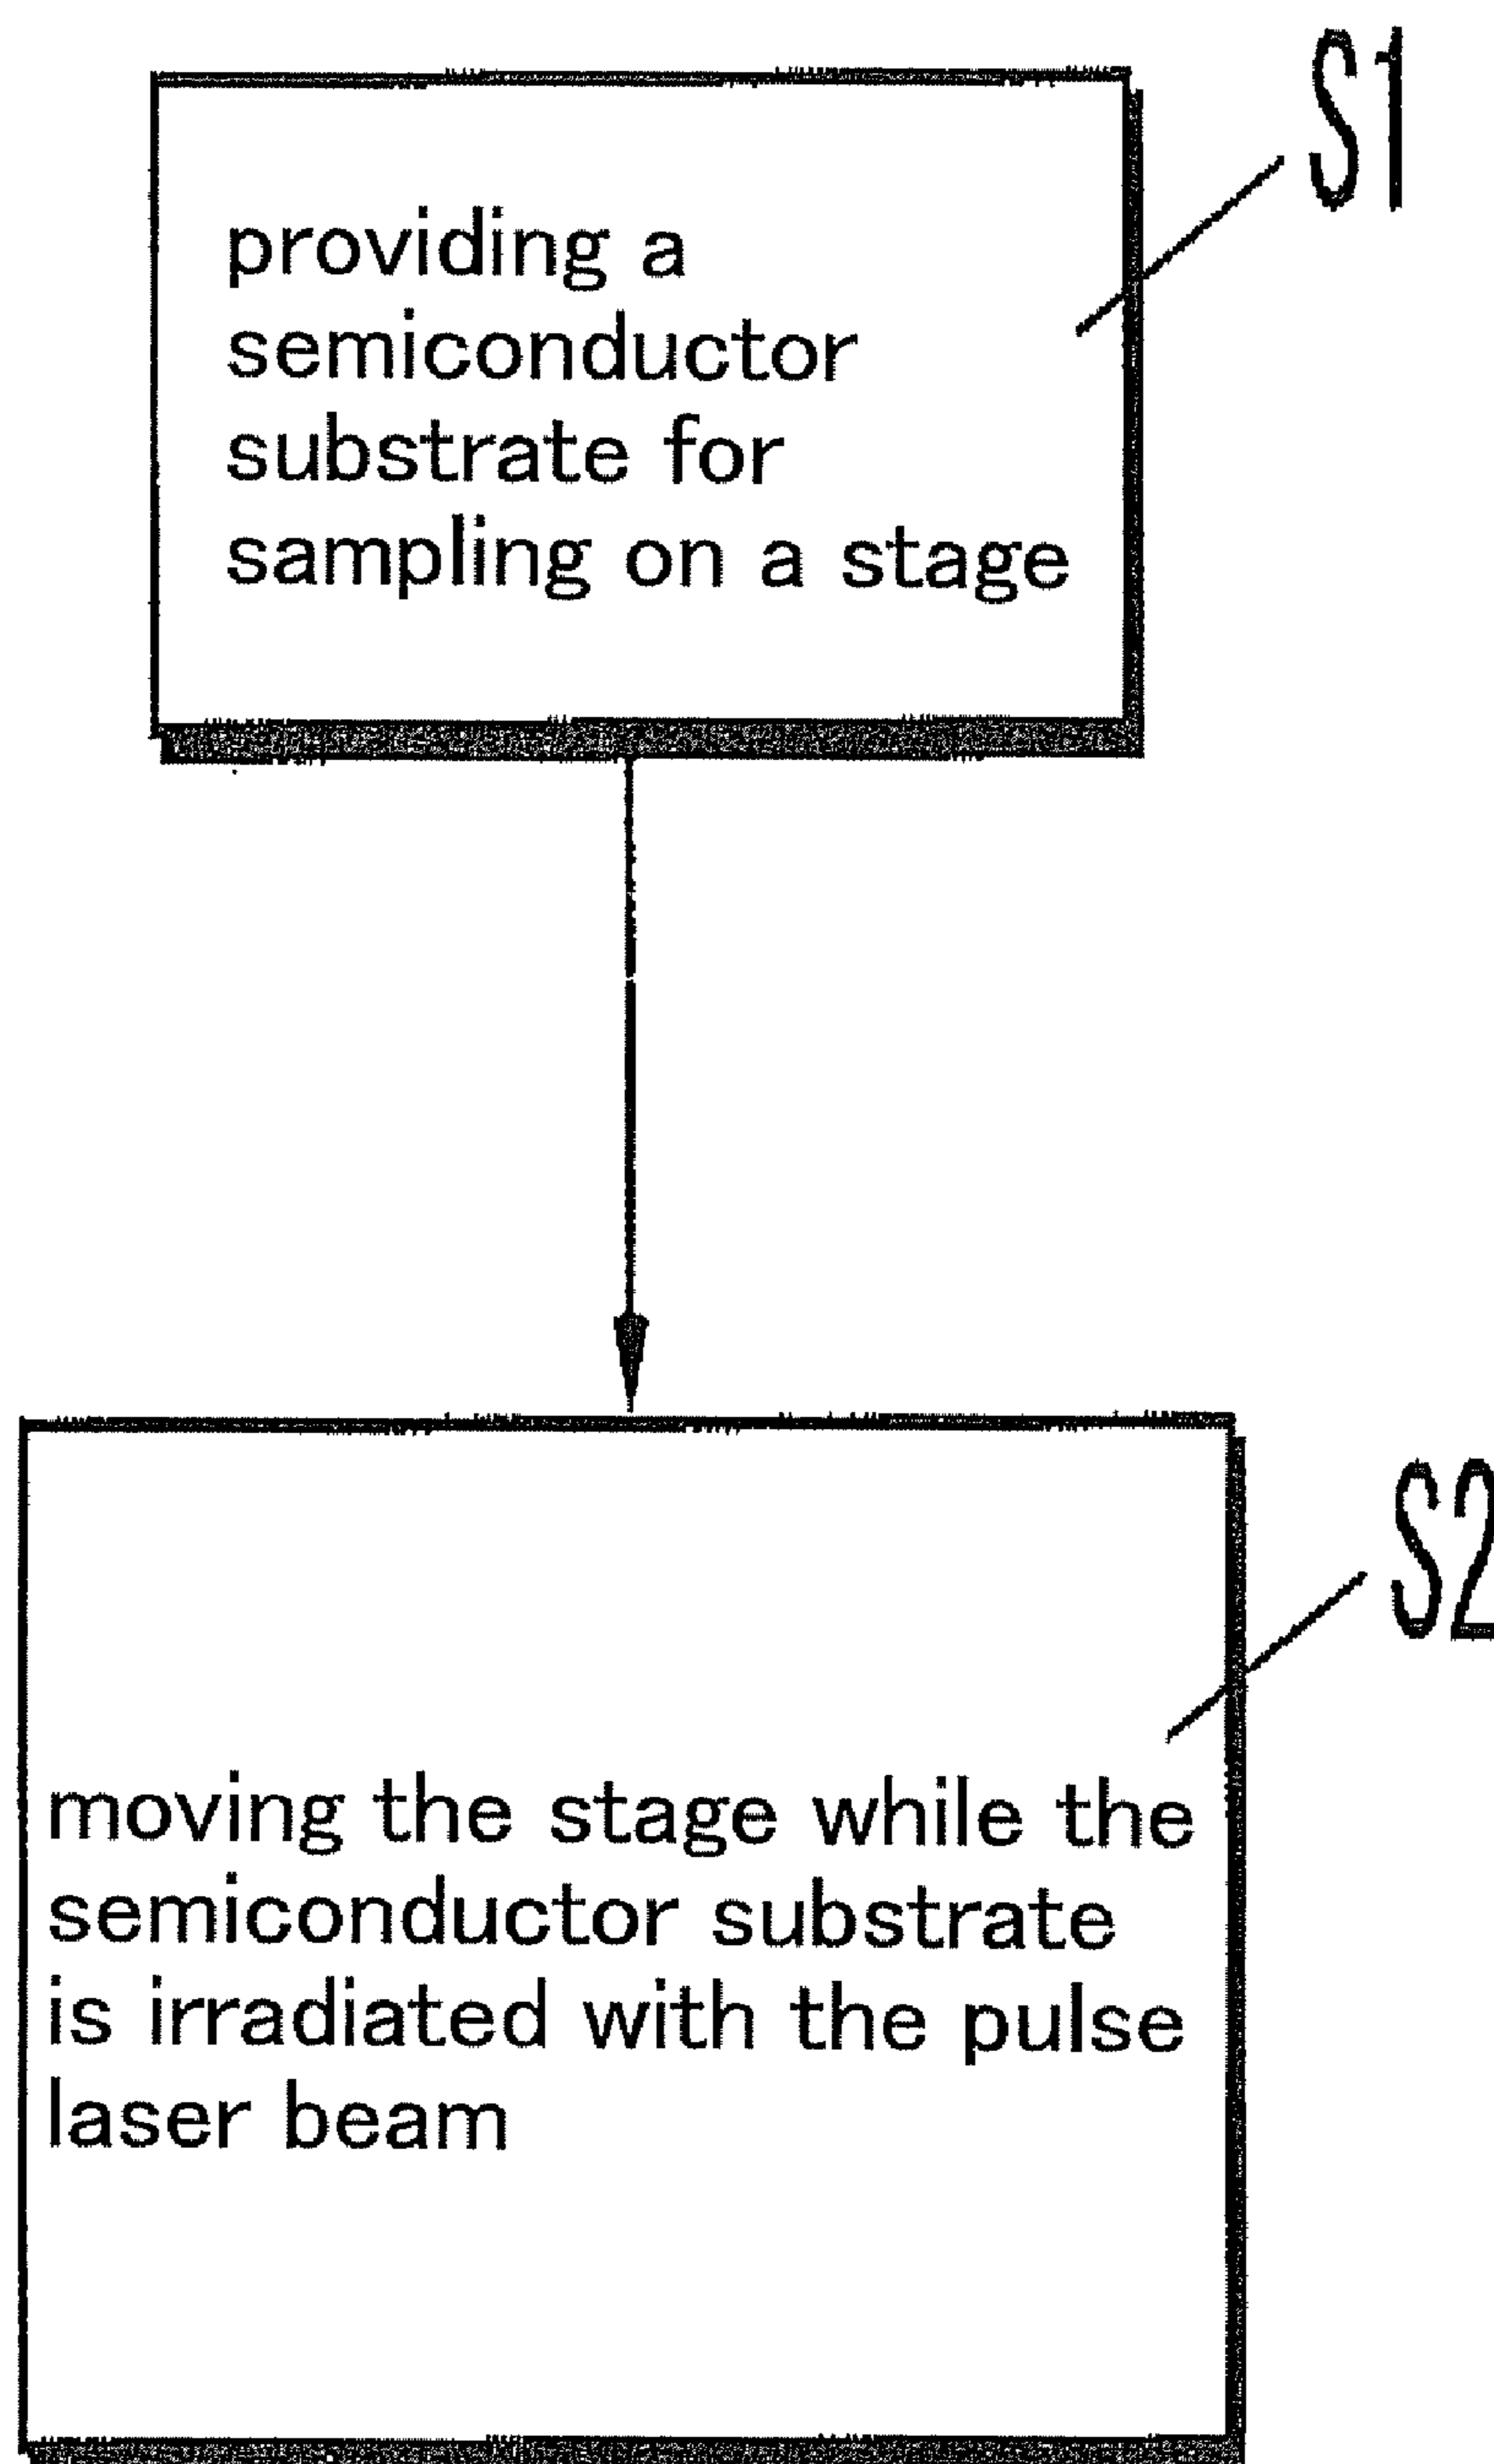 S1
providing a
semiconductor
substrate for
sampling on a stage
S2
moving the stage while the
semiconductor substrate
is irradiated with the pulse
laser beam